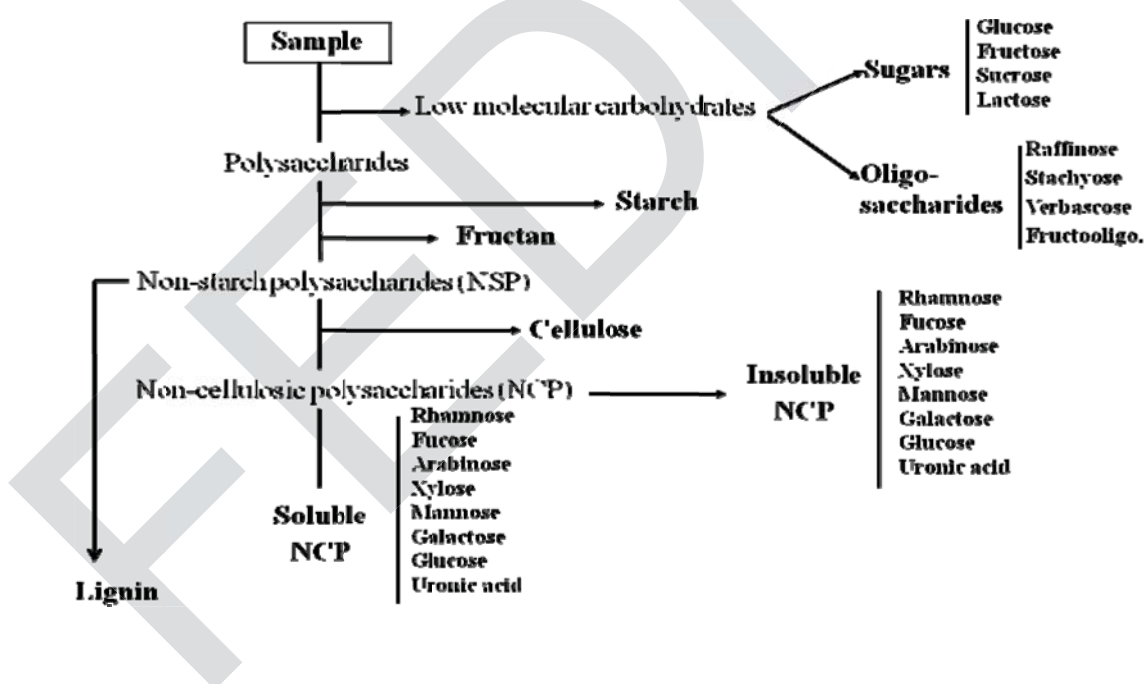 Sample
Low molecular carbohydrates
Sugars
Glucose
Fructose
Sucrose
Lactose
Polysaccharides
Oligo-
saccharides
Raffinose
Stachyose
Verbascose
Fructooligo.
Starch
Fructan
Non-starch polysaccharides (NSP)
Cellulose
Non-cellulosic polysaccharides (NCP)
Insoluble
NCP
Rhamnose
Fucose
Arabinose
Xylose
Mannose
Galactose
Glucose
Uronic acid
Soluble
NCP
Rhamnose
Fucose
Arabinose
Xylose
Mannose
Galactose
Glucose
Uronic acid
Lignin